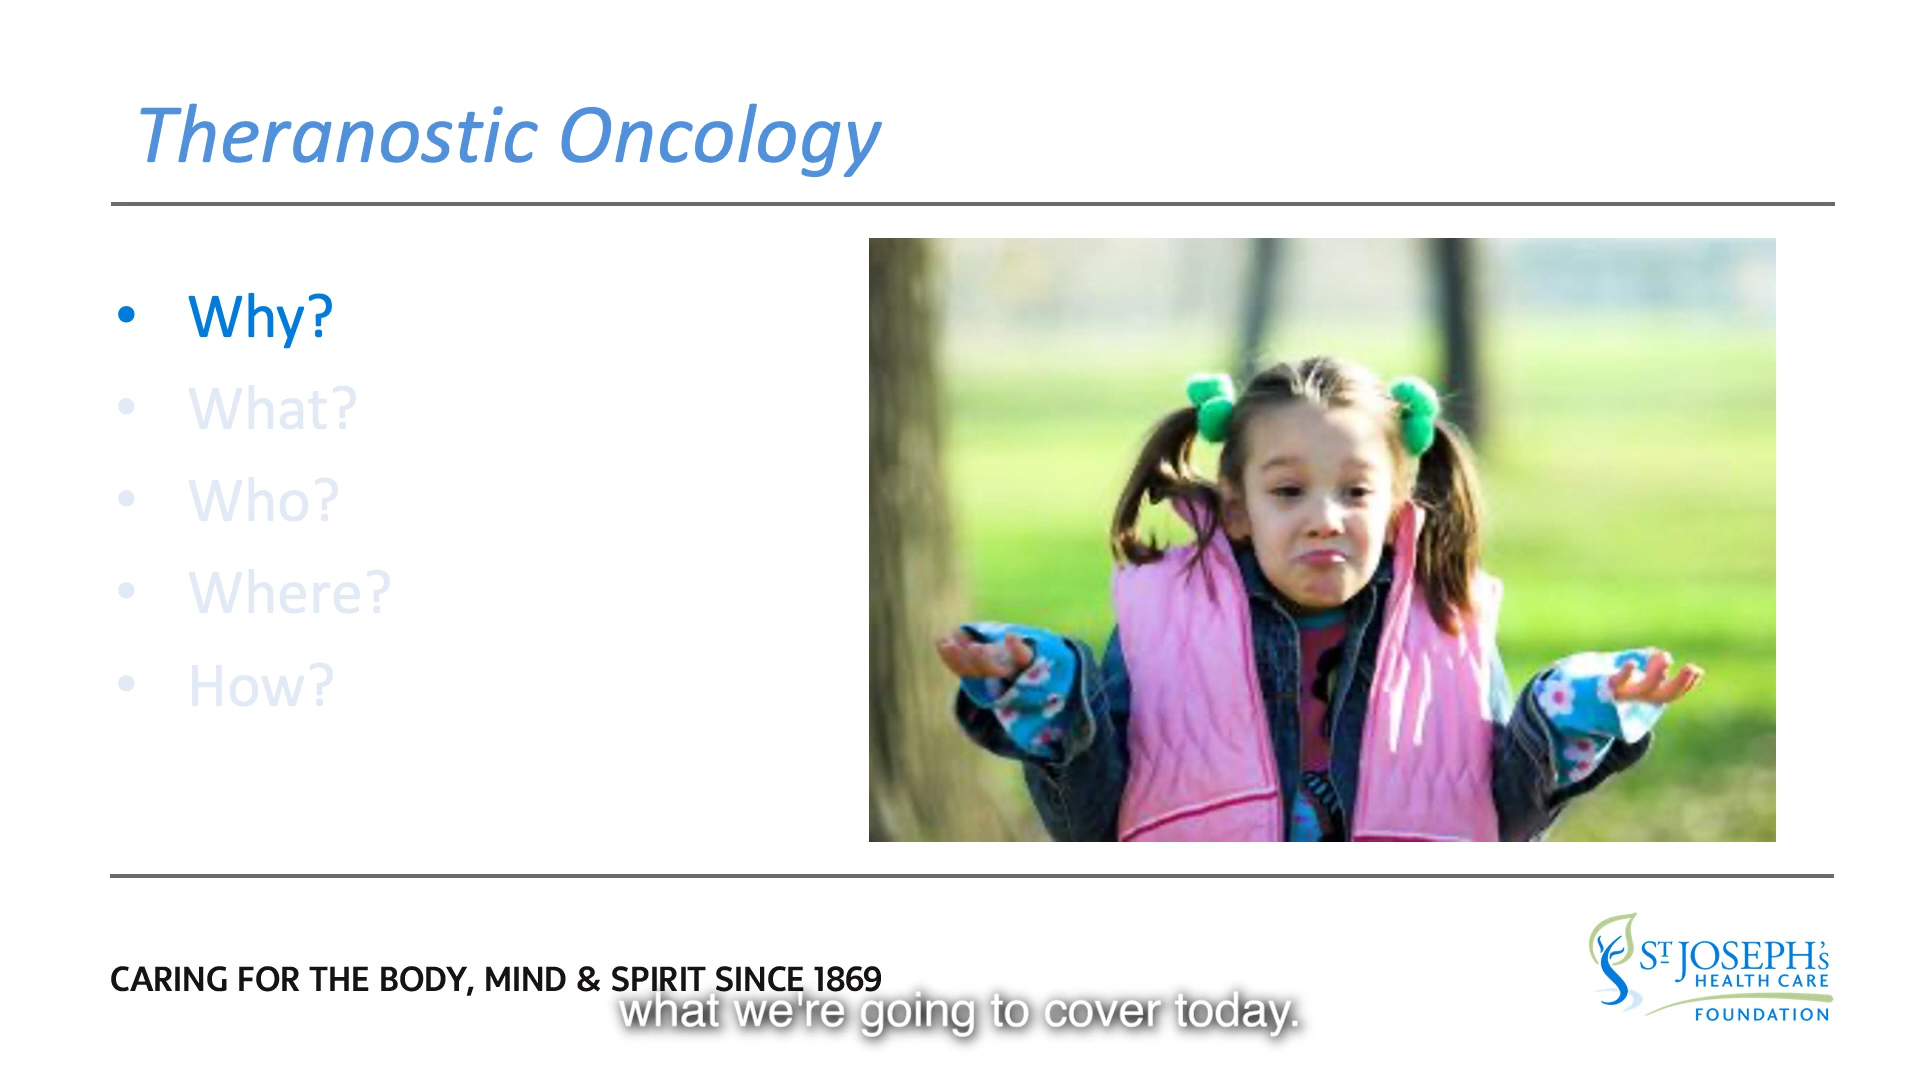 Theranostic Oncology
• Why?
• What?
• Who?
• Where?
• How?
CARING FOR THE BODY, MIND & SPIRIT SINCE 1869
what we're going to cover today.
ST JOSEPH'S
HEALTH CARE
FOUNDATION